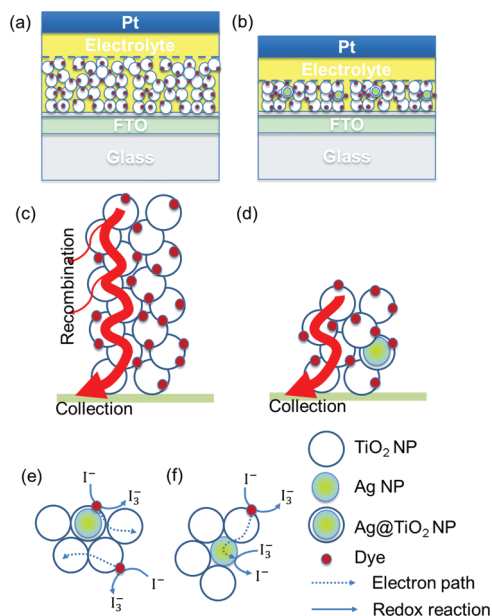 (a)
Pt
Electrolyte
FTO
Glass
(b)
Pt
Electrolyte
FTO
Glass
(c)
Recombination
Collection
(d)
Collection
(e)
I⁻
I₃⁻
I⁻
I₃⁻
(f)
I⁻
I₃⁻
I₃⁻
I⁻
TiO₂ NP
Ag NP
Ag@TiO₂ NP
Dye
Electron path
Redox reaction